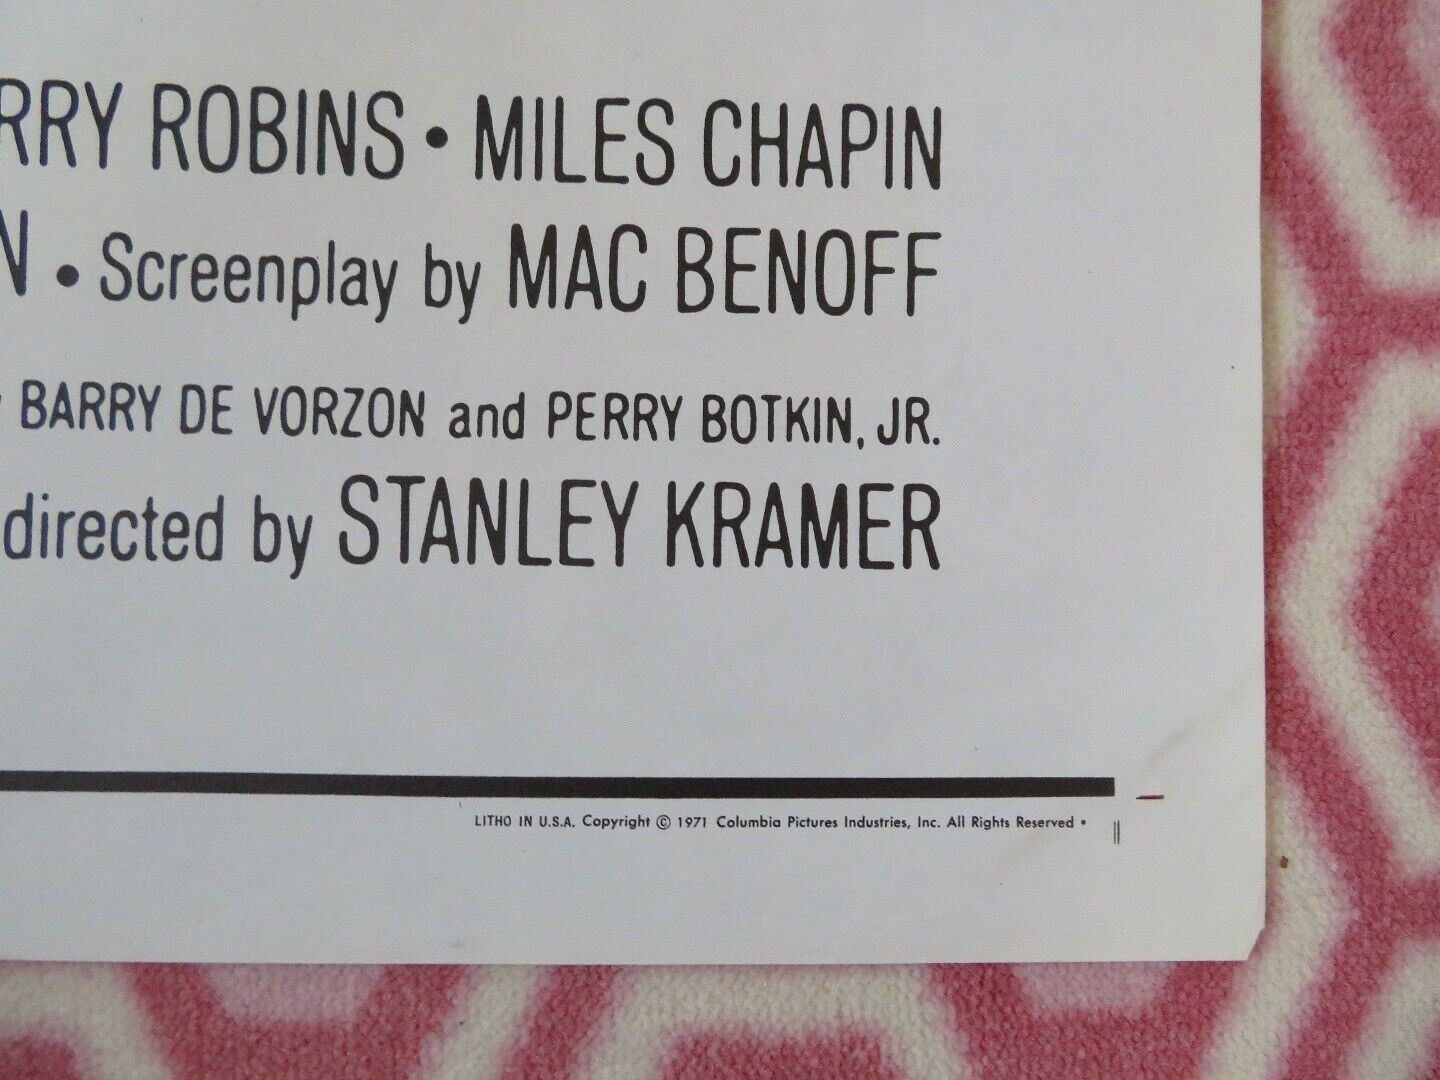 RRY ROBINS • MILES CHAPIN
N • Screenplay by MAC BENOFF
BARRY DE VORZON and PERRY BOTKIN, JR.
directed by STANLEY KRAMER
LITHO IN U.S.A. Copyright © 1971 Columbia Pictures Industries, Inc. All Rights Reserved •